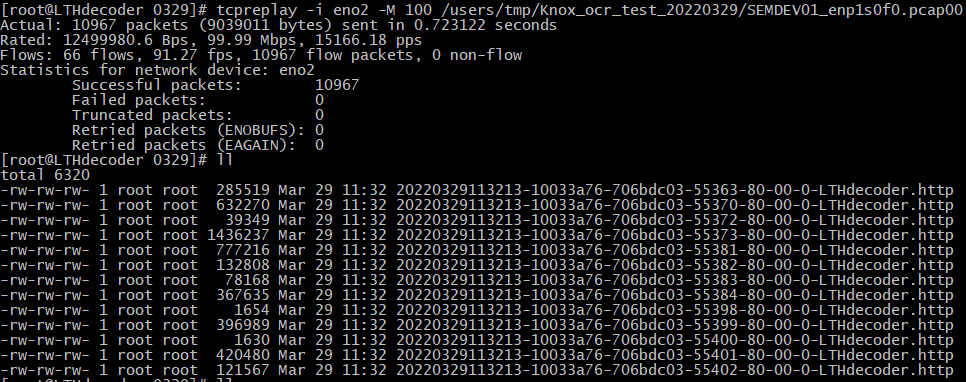 [root@LTHdecoder 0329]# tcpreplay -i eno2 -M 100 /users/tmp/Knox_ocr_test_20220329/SEMDEV01_enp1s0f0.pcap00
Actual: 10967 packets (9039011 bytes) sent in 0.723122 seconds
Rated: 12499980.6 Bps, 99.99 Mbps, 15166.18 pps
Flows: 66 flows, 91.27 fps, 10967 flow packets, 0 non-flow
Statistics for network device: eno2
        Successful packets:        10967
        Failed packets:            0
        Truncated packets:         0
        Retried packets (ENOBUFS): 0
        Retried packets (EAGAIN):  0
[root@LTHdecoder 0329]# ll
total 6320
-rw-rw-rw- 1 root root  285519 Mar 29 11:32 20220329113213-10033a76-706bdc03-55363-80-00-0-LTHdecoder.http
-rw-rw-rw- 1 root root  632270 Mar 29 11:32 20220329113213-10033a76-706bdc03-55370-80-00-0-LTHdecoder.http
-rw-rw-rw- 1 root root   39349 Mar 29 11:32 20220329113213-10033a76-706bdc03-55372-80-00-0-LTHdecoder.http
-rw-rw-rw- 1 root root 1436237 Mar 29 11:32 20220329113213-10033a76-706bdc03-55373-80-00-0-LTHdecoder.http
-rw-rw-rw- 1 root root  777216 Mar 29 11:32 20220329113213-10033a76-706bdc03-55381-80-00-0-LTHdecoder.http
-rw-rw-rw- 1 root root  132808 Mar 29 11:32 20220329113213-10033a76-706bdc03-55382-80-00-0-LTHdecoder.http
-rw-rw-rw- 1 root root   78168 Mar 29 11:32 20220329113213-10033a76-706bdc03-55383-80-00-0-LTHdecoder.http
-rw-rw-rw- 1 root root  367635 Mar 29 11:32 20220329113213-10033a76-706bdc03-55384-80-00-0-LTHdecoder.http
-rw-rw-rw- 1 root root    1654 Mar 29 11:32 20220329113213-10033a76-706bdc03-55398-80-00-0-LTHdecoder.http
-rw-rw-rw- 1 root root  396989 Mar 29 11:32 20220329113213-10033a76-706bdc03-55399-80-00-0-LTHdecoder.http
-rw-rw-rw- 1 root root    1630 Mar 29 11:32 20220329113213-10033a76-706bdc03-55400-80-00-0-LTHdecoder.http
-rw-rw-rw- 1 root root  420480 Mar 29 11:32 20220329113213-10033a76-706bdc03-55401-80-00-0-LTHdecoder.http
-rw-rw-rw- 1 root root  121567 Mar 29 11:32 20220329113213-10033a76-706bdc03-55402-80-00-0-LTHdecoder.http